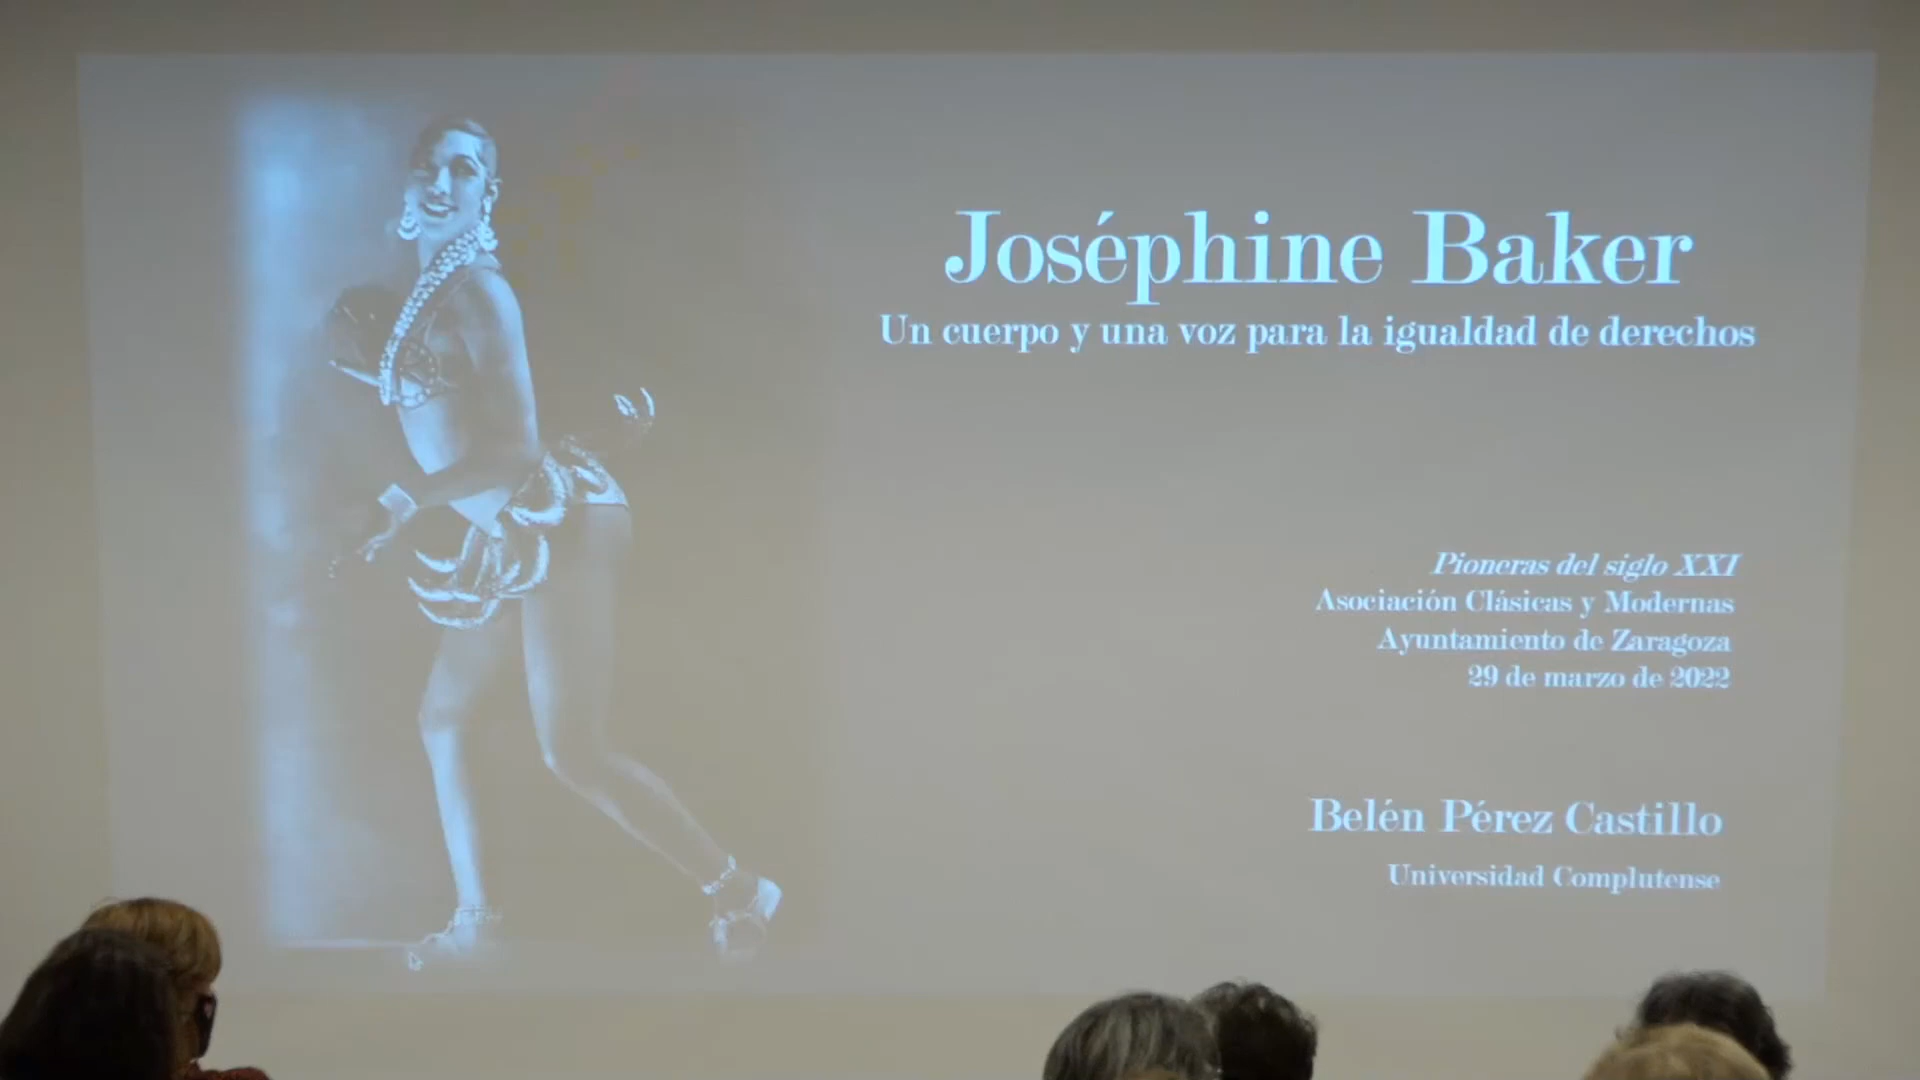 Joséphine Baker
Un cuerpo y una voz para la igualdad de derechos
Pioneras del siglo XXI
Asociación Clásicas y Modernas
Ayuntamiento de Zaragoza
29 de marzo de 2022
Belén Pérez Castillo
Universidad Complutense